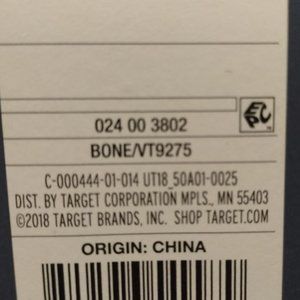 024 00 3802
EPC
BONE/VT9275
C-000444-01-014 UT18_50A01-0025
DIST. BY TARGET CORPORATION MPLS., MN 55403
©2018 TARGET BRANDS, INC. SHOP TARGET.COM
ORIGIN: CHINA